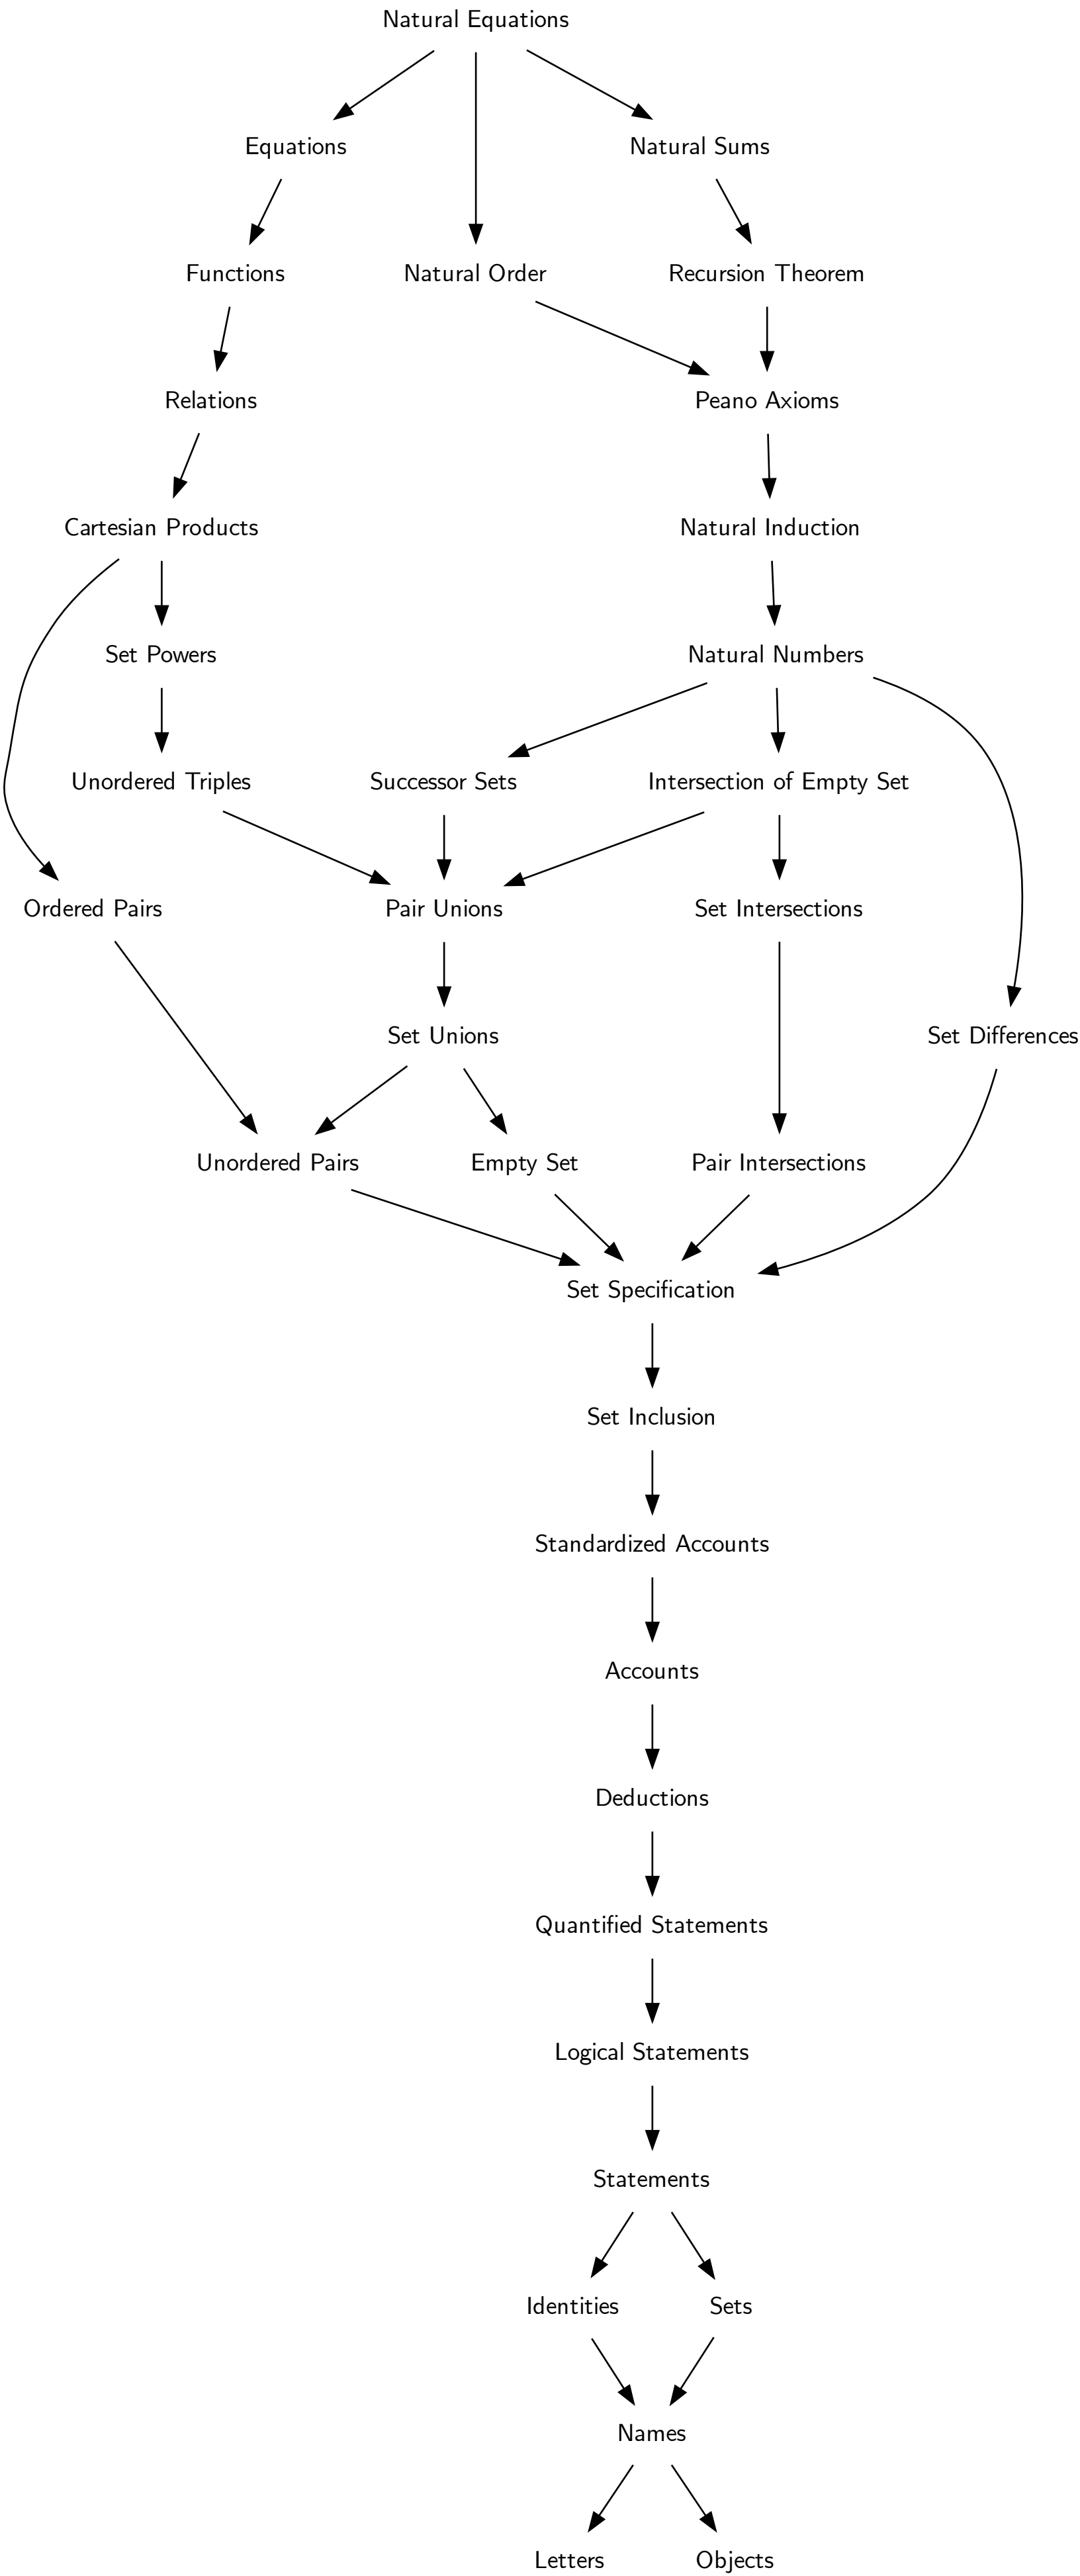 Natural Equations
Equations
Natural Sums
Functions
Natural Order
Recursion Theorem
Relations
Peano Axioms
Cartesian Products
Natural Induction
Set Powers
Natural Numbers
Unordered Triples
Successor Sets
Intersection of Empty Set
Ordered Pairs
Pair Unions
Set Intersections
Set Unions
Set Differences
Unordered Pairs
Empty Set
Pair Intersections
Set Specification
Set Inclusion
Standardized Accounts
Accounts
Deductions
Quantified Statements
Logical Statements
Statements
Identities
Sets
Names
Letters
Objects